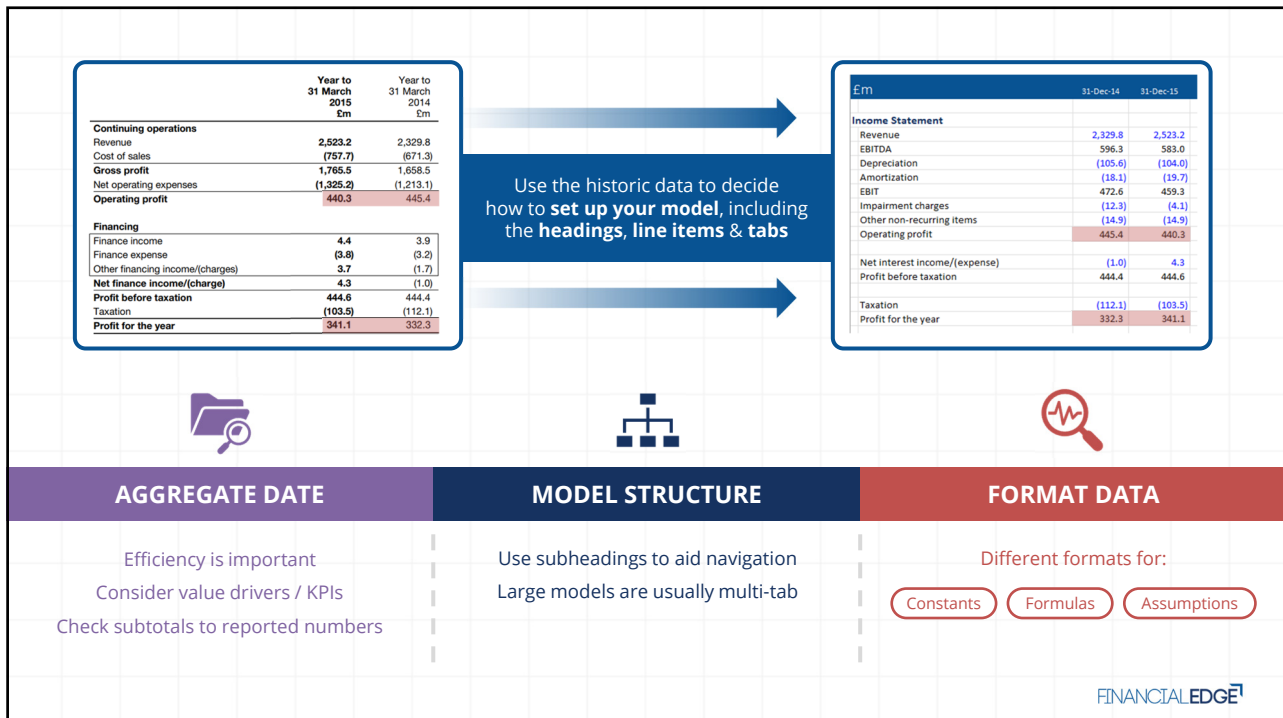 Year to Year to
31 March 31 March
2015 2014
£m £m
Continuing operations
Revenue 2,523.2 2,329.8
Cost of sales (757.7) (671.3)
Gross profit 1,765.5 1,658.5
Net operating expenses (1,325.2) (1,213.1)
Operating profit 440.3 445.4
Financing
Finance income 4.4 3.9
Finance expense (3.8) (3.2)
Other financing income/(charges) 3.7 (1.7)
Net finance income/(charge) 4.3 (1.0)
Profit before taxation 444.6 444.4
Taxation (103.5) (112.1)
Profit for the year 341.1 332.3
Use the historic data to decide
how to set up your model, including
the headings, line items & tabs
£m 31-Dec-14 31-Dec-15
Income Statement
Revenue 2,329.8 2,523.2
EBITDA 596.3 583.0
Depreciation (105.6) (104.0)
Amortization (18.1) (19.7)
EBIT 472.6 459.3
Impairment charges (12.3) (4.1)
Other non-recurring items (14.9) (14.9)
Operating profit 445.4 440.3
Net interest income/(expense) (1.0) 4.3
Profit before taxation 444.4 444.6
Taxation (112.1) (103.5)
Profit for the year 332.3 341.1
AGGREGATE DATE
Efficiency is important
Consider value drivers / KPIs
Check subtotals to reported numbers
MODEL STRUCTURE
Use subheadings to aid navigation
Large models are usually multi-tab
FORMAT DATA
Different formats for:
Constants Formulas Assumptions
FINANCIALEDGE